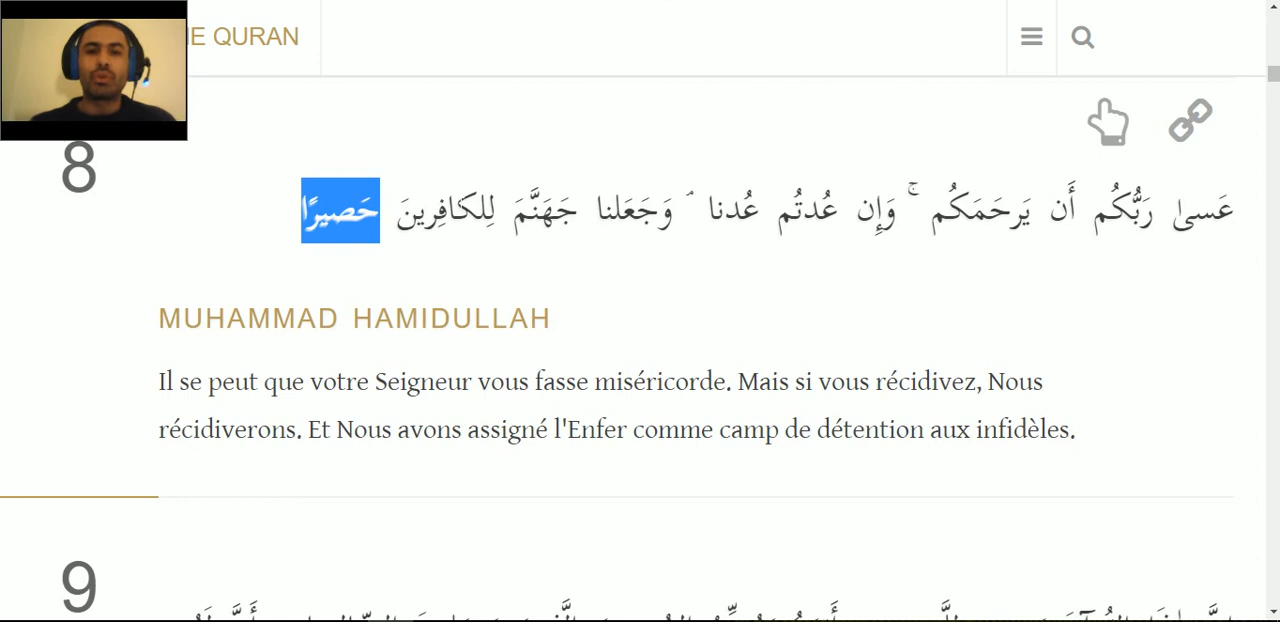 E QURAN
8
عَسىٰ رَبُّكُم أَن يَرحَمَكُم ۚ وَإِن عُدتُم عُدنا ۘ وَجَعَلنا جَهَنَّمَ لِلكافِرينَ حَصيرًا
MUHAMMAD HAMIDULLAH
Il se peut que votre Seigneur vous fasse miséricorde. Mais si vous récidivez, Nous
récidiverons. Et Nous avons assigné l'Enfer comme camp de détention aux infidèles.
9